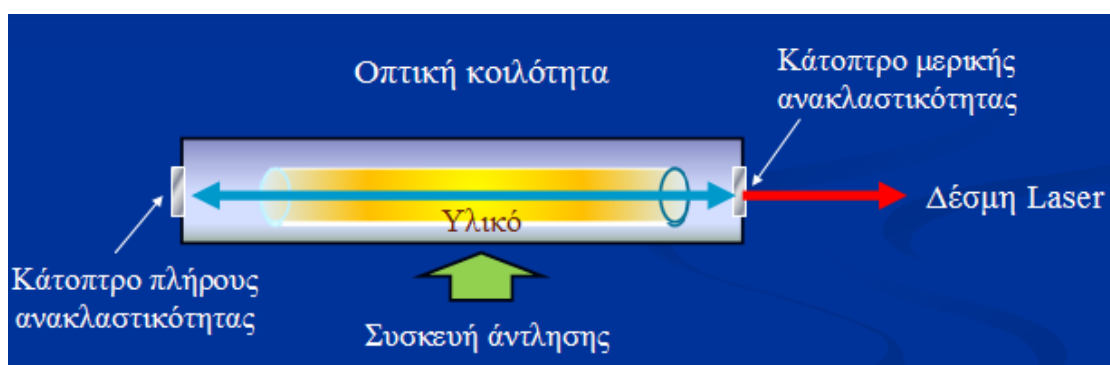 Οπτική κοιλότητα
Κάτοπτρο μερικής
ανακλαστικότητας
Δέσμη Laser
Υλικό
Κάτοπτρο πλήρους
ανακλαστικότητας
Συσκευή άντλησης